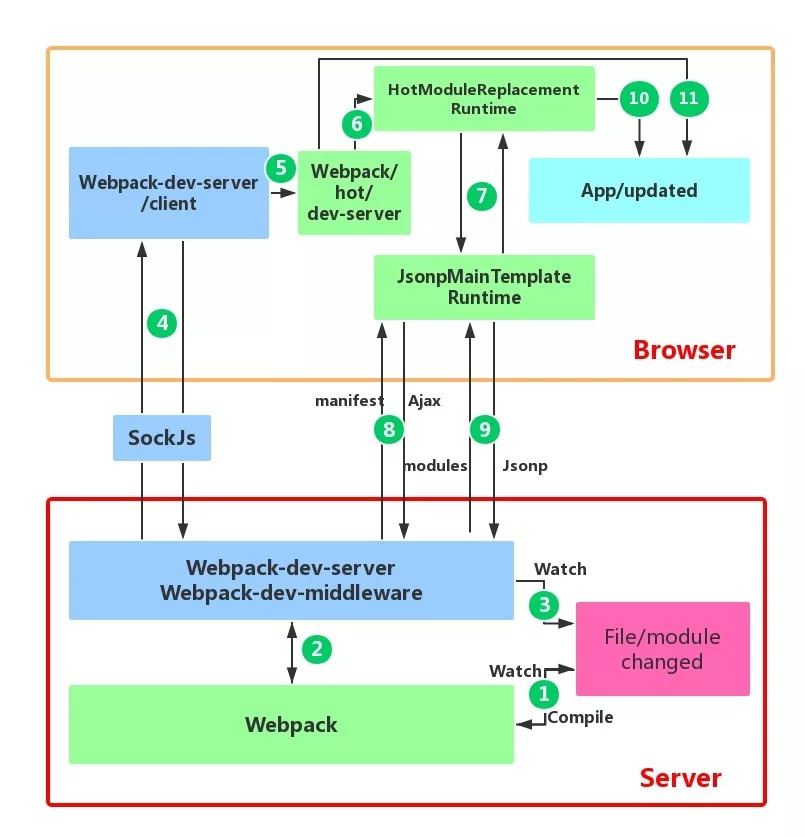 HotModuleReplacement
Runtime
10
11
6
5
Webpack-dev-server
/client
Webpack/
hot/
dev-server
7
App/updated
JsonpMainTemplate
Runtime
4
Browser
manifest
Ajax
8
9
SockJs
modules
Jsonp
Webpack-dev-server
Webpack-dev-middleware
Watch
3
File/module
changed
2
Watch
1
Compile
Webpack
Server